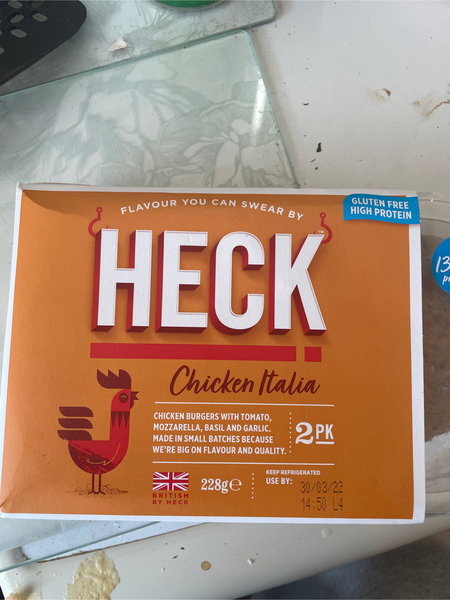 FLAVOUR YOU CAN SWEAR BY
GLUTEN FREE
HIGH PROTEIN
HECK
TM
Chicken Italia
CHICKEN BURGERS WITH TOMATO,
MOZZARELLA, BASIL AND GARLIC.
MADE IN SMALL BATCHES BECAUSE
WE'RE BIG ON FLAVOUR AND QUALITY.
2PK
BRITISH
BY HECK
228g℮
KEEP REFRIGERATED
USE BY:
30/03/22
14:50 L4